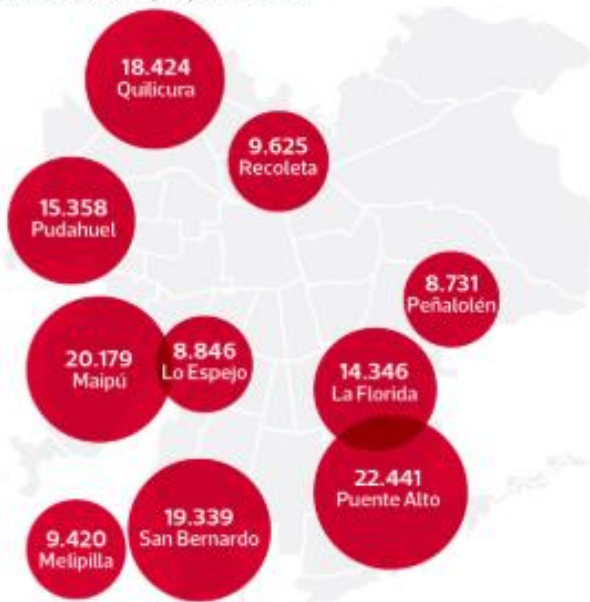 18.424
Quilicura
9.625
Recoleta
15.358
Pudahuel
8.731
Peñalolén
20.179
Maipú
8.846
Lo Espejo
14.346
La Florida
22.441
Puente Alto
19.339
San Bernardo
9.420
Melipilla